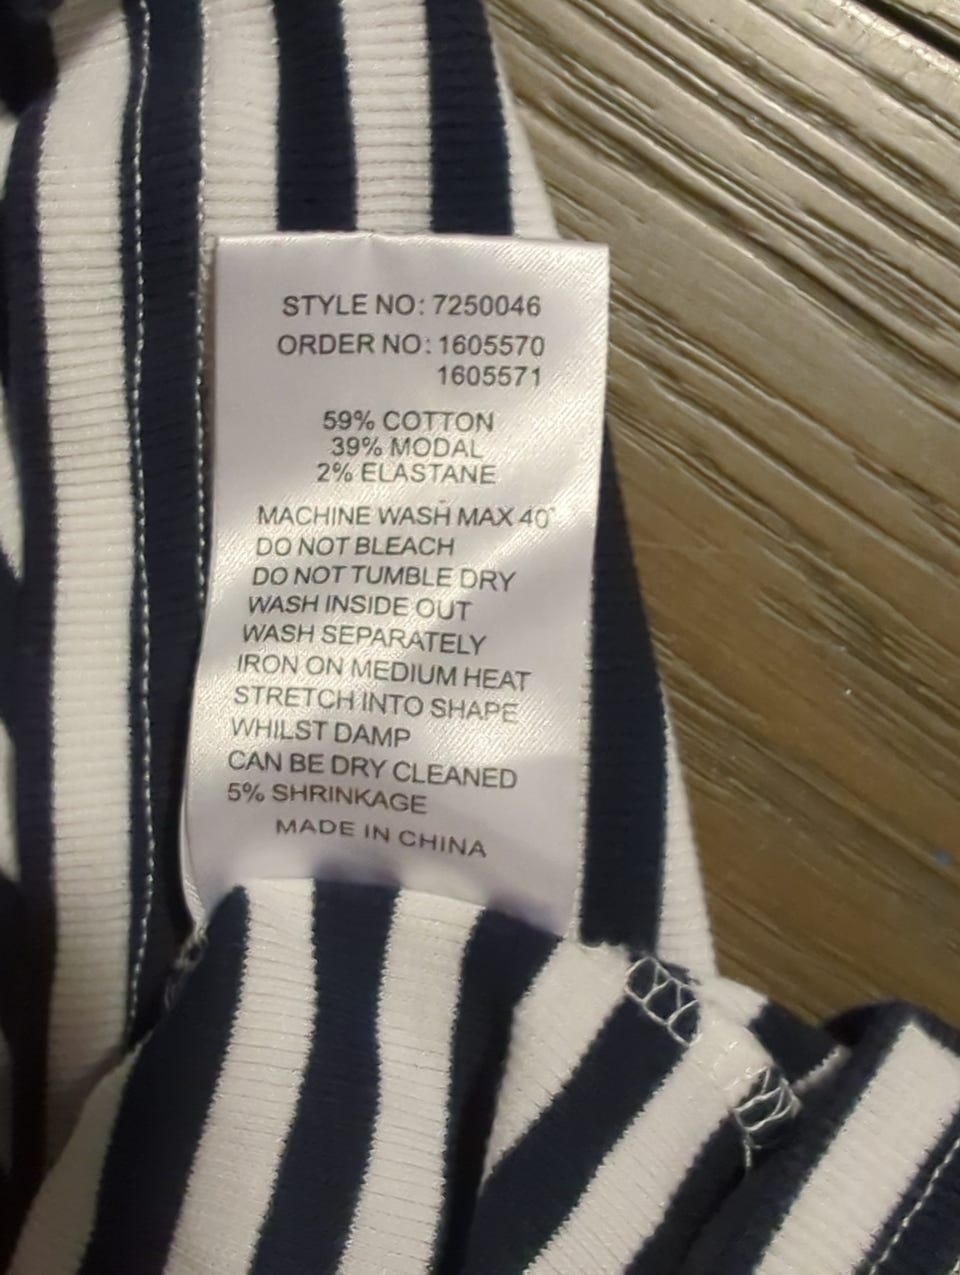 STYLE NO: 7250046
ORDER NO: 1605570
1605571
59% COTTON
39% MODAL
2% ELASTANE
MACHINE WASH MAX 40°
DO NOT BLEACH
DO NOT TUMBLE DRY
WASH INSIDE OUT
WASH SEPARATELY
IRON ON MEDIUM HEAT
STRETCH INTO SHAPE
WHILST DAMP
CAN BE DRY CLEANED
5% SHRINKAGE
MADE IN CHINA